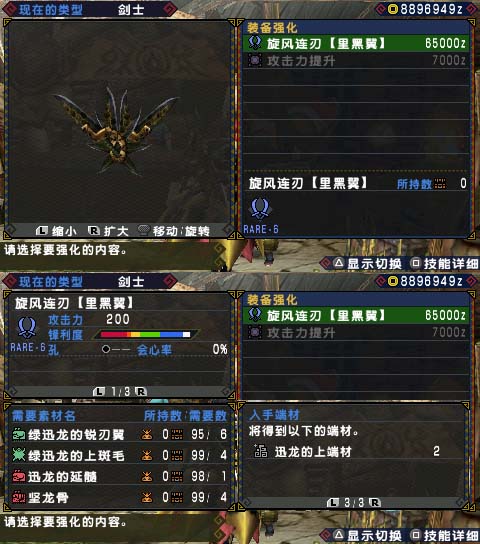 现在的类型 剑士
8896949z
装备强化
旋风连刃【里黑翼】 65000z
攻击力提升 7000z
旋风连刃【里黑翼】 所持数 0
RARE-6
L 缩小 R 扩大 移动/旋转
请选择要强化的内容。
△显示切换 □技能详细
现在的类型 剑士
8896949z
旋风连刃【里黑翼】
攻击力 200
锋利度
RARE-6 孔 ●—— 会心率 0%
L 1/3 R
装备强化
旋风连刃【里黑翼】 65000z
攻击力提升 7000z
需要素材名 所持数/需要数
绿迅龙的锐刃翼 0 95/ 6
绿迅龙的上斑毛 0 99/ 4
迅龙的延髓 0 98/ 1
坚龙骨 0 99/ 4
入手端材
将得到以下的端材。
迅龙的上端材 2
L 3/3 R
请选择要强化的内容。
△显示切换 □技能详细